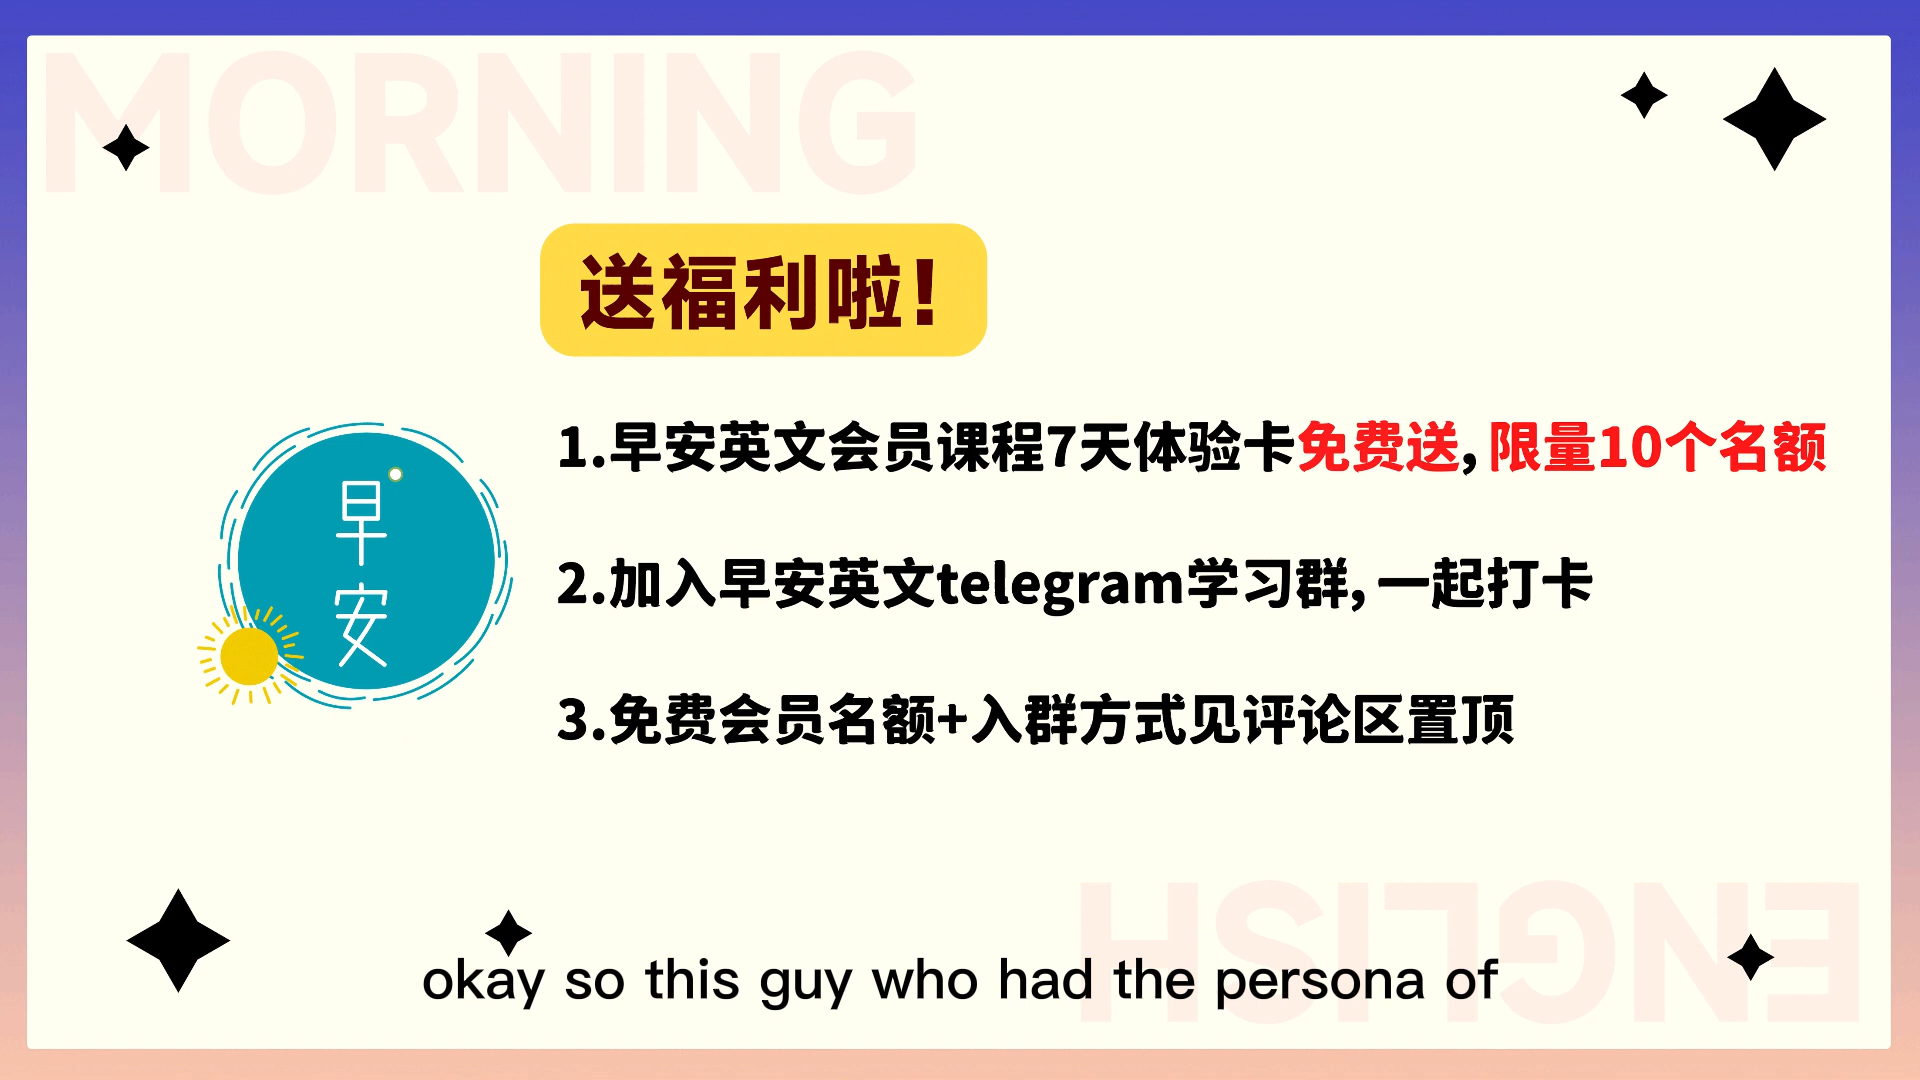 MORNING
送福利啦!
1.早安英文会员课程7天体验卡免费送,限量10个名额
早安
2.加入早安英文telegram学习群,一起打卡
3.免费会员名额+入群方式见评论区置顶
ENGLISH
okay so this guy who had the persona of